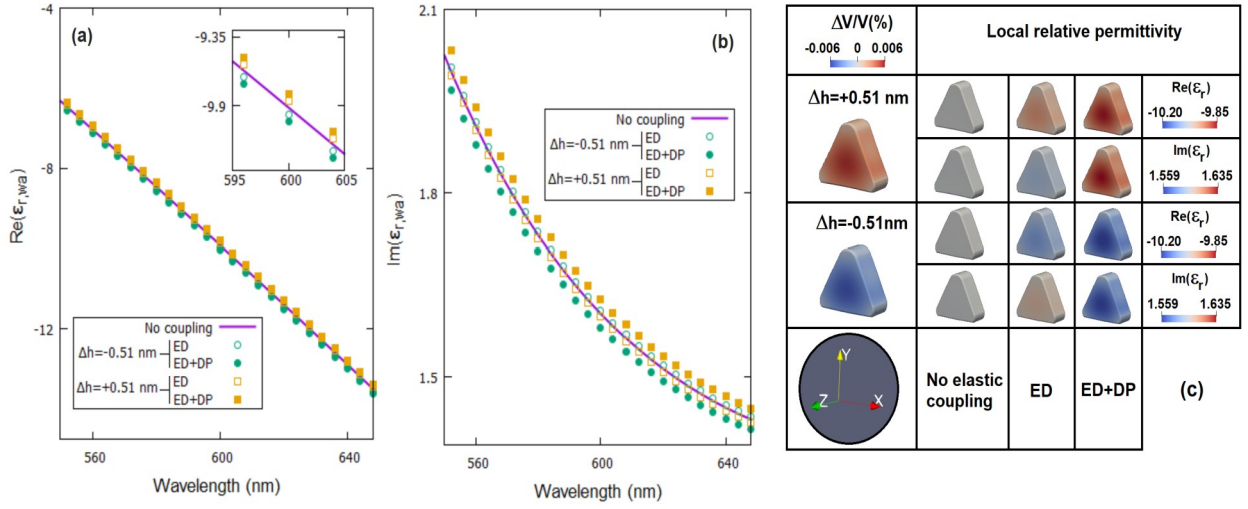 -4
-8
-12
Re(εr,wa)
(a)
-9.35
-9.9
595 600 605
No coupling
Δh=-0.51 nm
ED
ED+DP
Δh=+0.51 nm
ED
ED+DP
560 600 640
Wavelength (nm)
2.1
1.8
1.5
Im(εr,wa)
(b)
No coupling
Δh=-0.51 nm
ED
ED+DP
Δh=+0.51 nm
ED
ED+DP
560 600 640
Wavelength (nm)
ΔV/V(%)
-0.006 0 0.006
Local relative permittivity
Δh=+0.51 nm
Re(εr)
-10.20 -9.85
Im(εr)
1.559 1.635
Δh=-0.51nm
Re(εr)
-10.20 -9.85
Im(εr)
1.559 1.635
Y
Z X
No elastic
coupling
ED
ED+DP
(c)